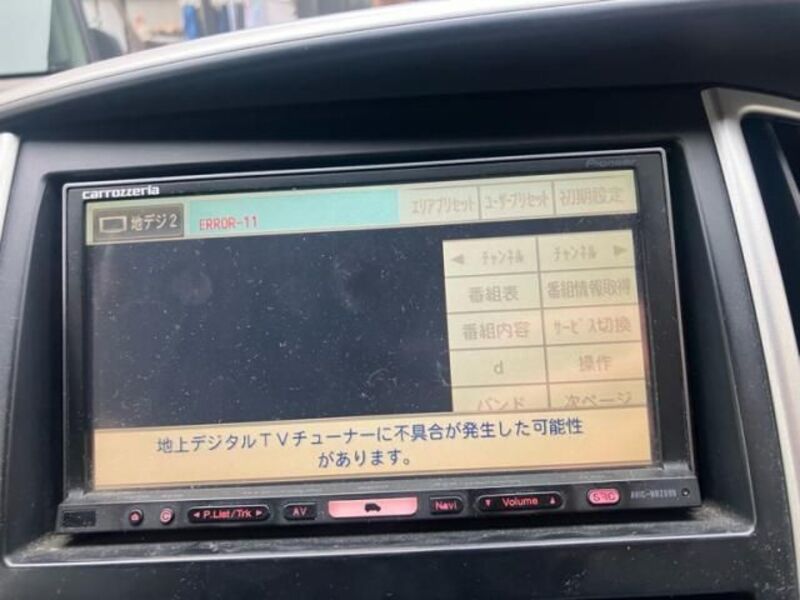 carrozzeria
Pioneer
地デジ2
ERROR-11
エリアプリセット
ユーザープリセット
初期設定
◀ チャンネル
チャンネル ▶
番組表
番組情報取得
番組内容
サービス切換
d
操作
バンド
次ページ
地上デジタルTVチューナーに不具合が発生した可能性
があります。
◀ P.List/Trk ▶
AV
Navi
▼ Volume ▲
SRC